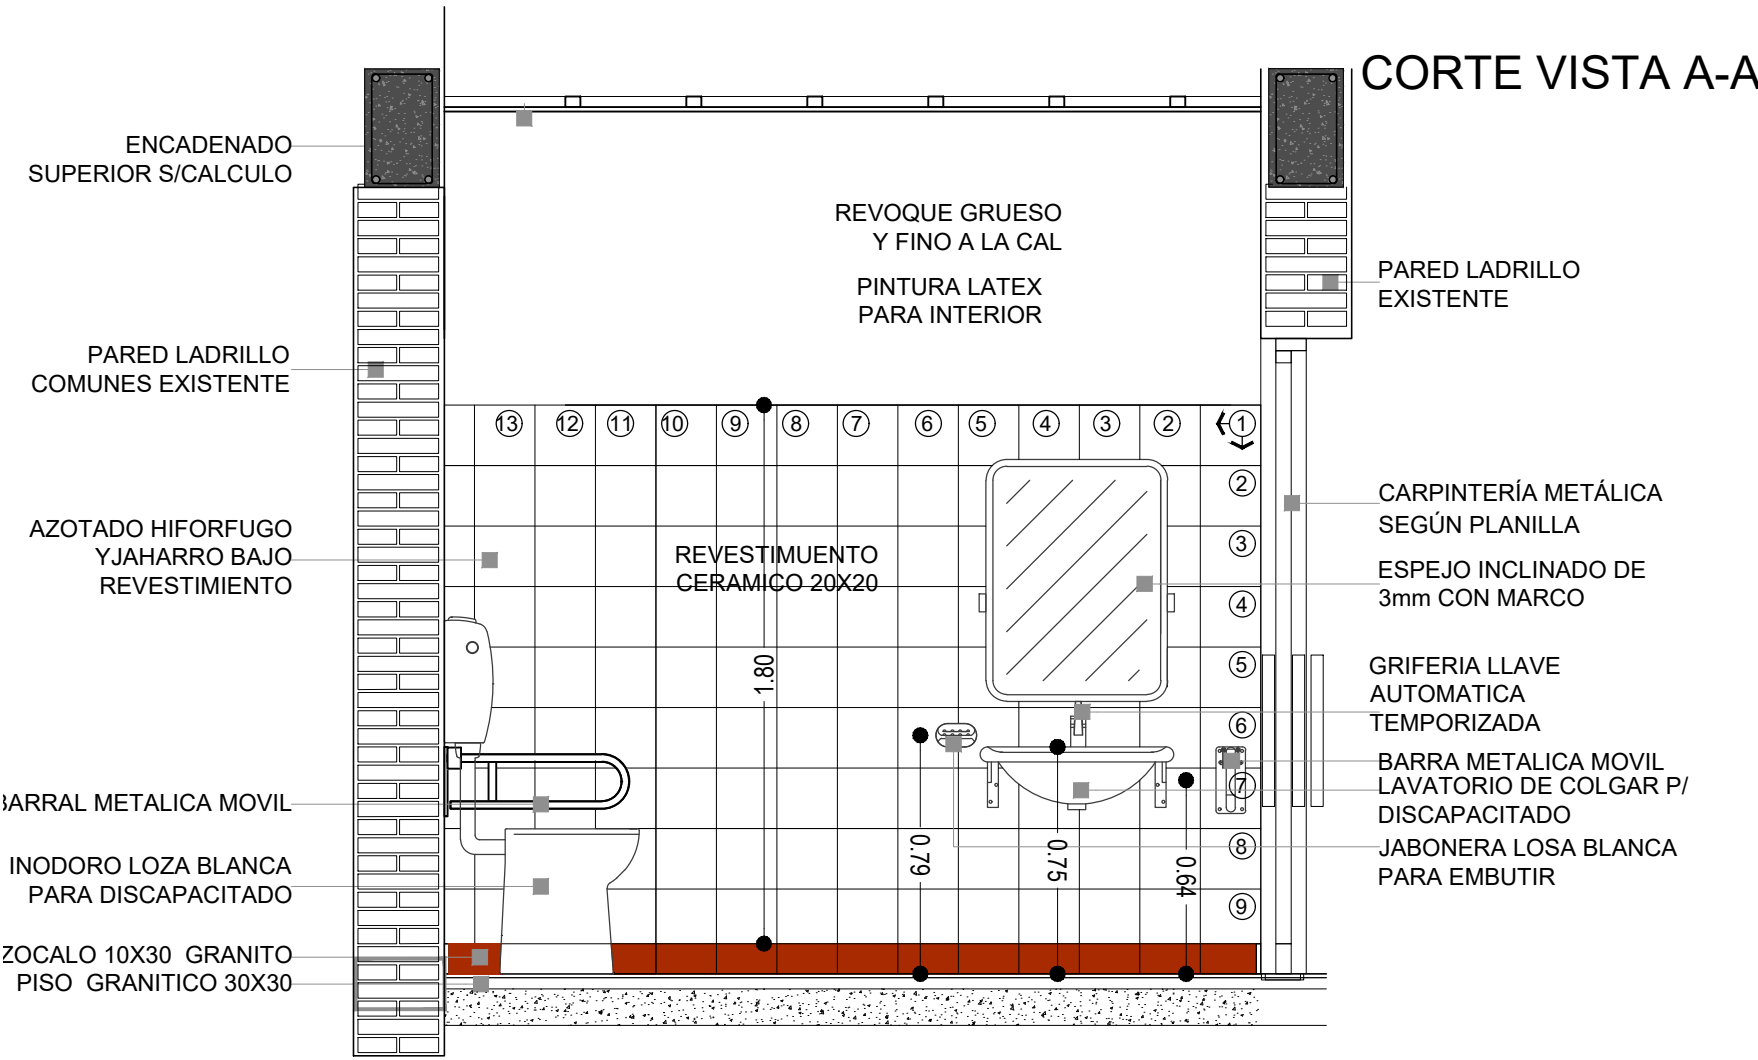 CORTE VISTA A-A
ENCADENADO
SUPERIOR S/CALCULO
REVOQUE GRUESO
Y FINO A LA CAL
PINTURA LATEX
PARA INTERIOR
PARED LADRILLO
EXISTENTE
PARED LADRILLO
COMUNES EXISTENTE
13 12 11 10 9 8 7 6 5 4 3 2 1
2
3
4
5
6
7
8
9
CARPINTERÍA METÁLICA
SEGÚN PLANILLA
AZOTADO HIFORFUGO
YJAHARRO BAJO
REVESTIMIENTO
REVESTIMUENTO
CERAMICO 20X20
ESPEJO INCLINADO DE
3mm CON MARCO
1.80
GRIFERIA LLAVE
AUTOMATICA
TEMPORIZADA
BARRA METALICA MOVIL
LAVATORIO DE COLGAR P/
DISCAPACITADO
JABONERA LOSA BLANCA
PARA EMBUTIR
BARRAL METALICA MOVIL
0.79
0.75
0.64
INODORO LOZA BLANCA
PARA DISCAPACITADO
ZOCALO 10X30 GRANITO
PISO GRANITICO 30X30